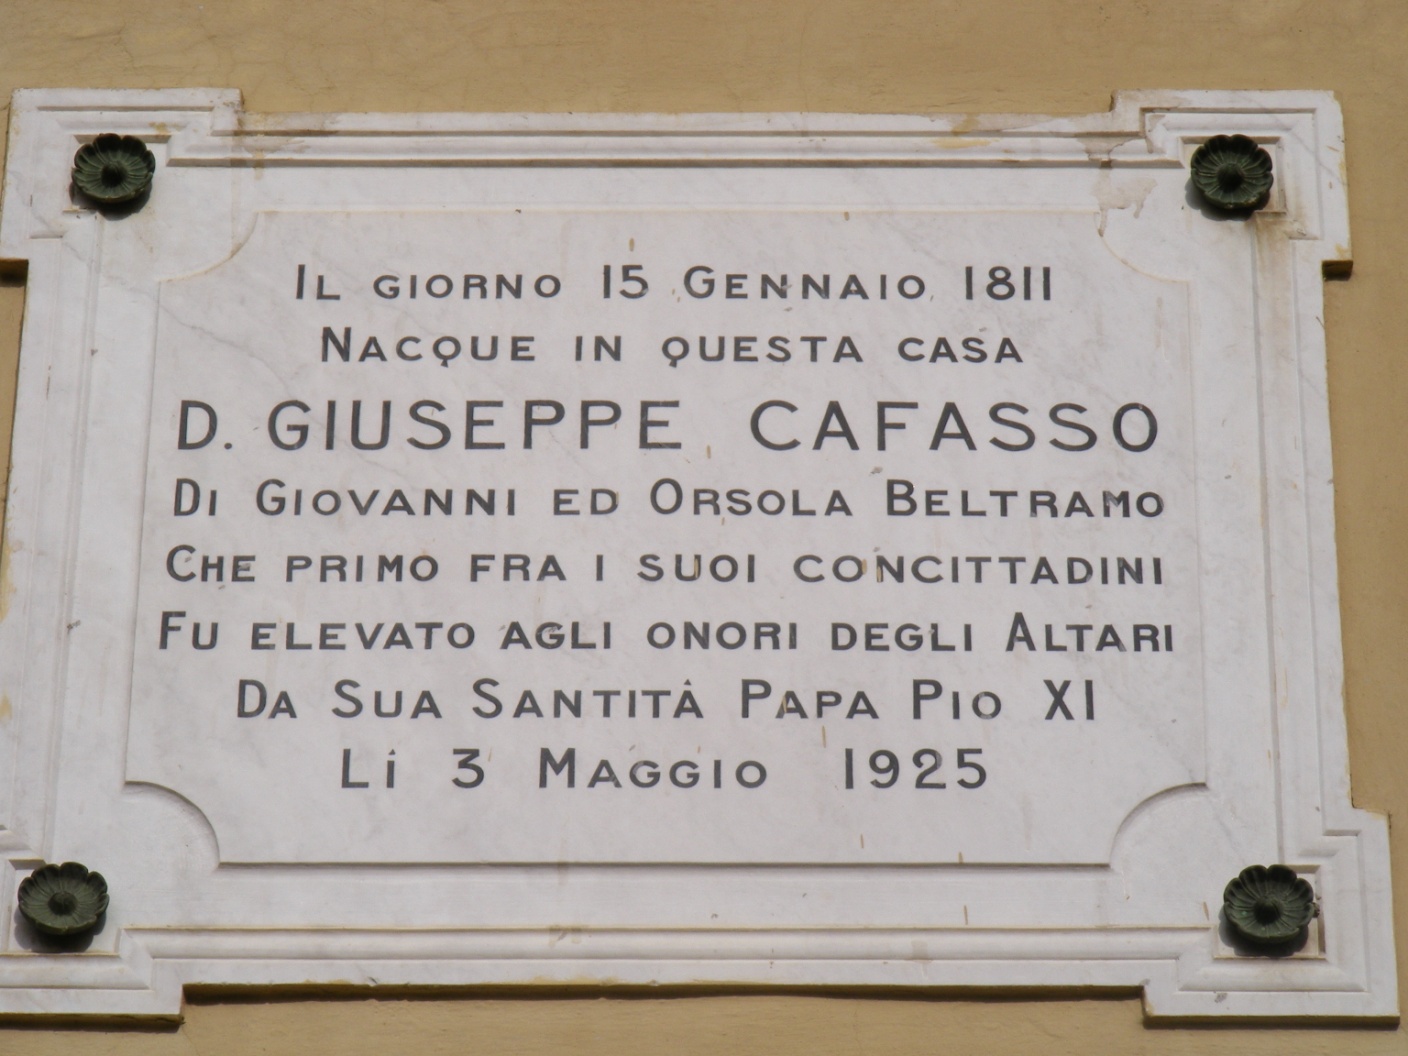 IL GIORNO 15 GENNAIO 1811
NACQUE IN QUESTA CASA
D. GIUSEPPE CAFASSO
DI GIOVANNI ED ORSOLA BELTRAMO
CHE PRIMO FRA I SUOI CONCITTADINI
FU ELEVATO AGLI ONORI DEGLI ALTARI
DA SUA SANTITÀ PAPA PIO XI
Lì 3 MAGGIO 1925